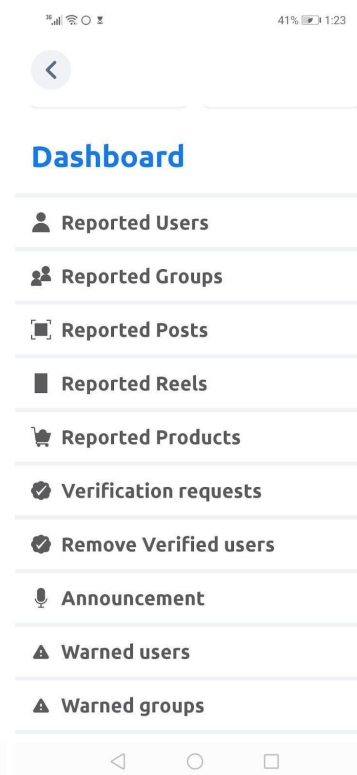 3G 41% 1:23
Dashboard
Reported Users
Reported Groups
Reported Posts
Reported Reels
Reported Products
Verification requests
Remove Verified users
Announcement
Warned users
Warned groups